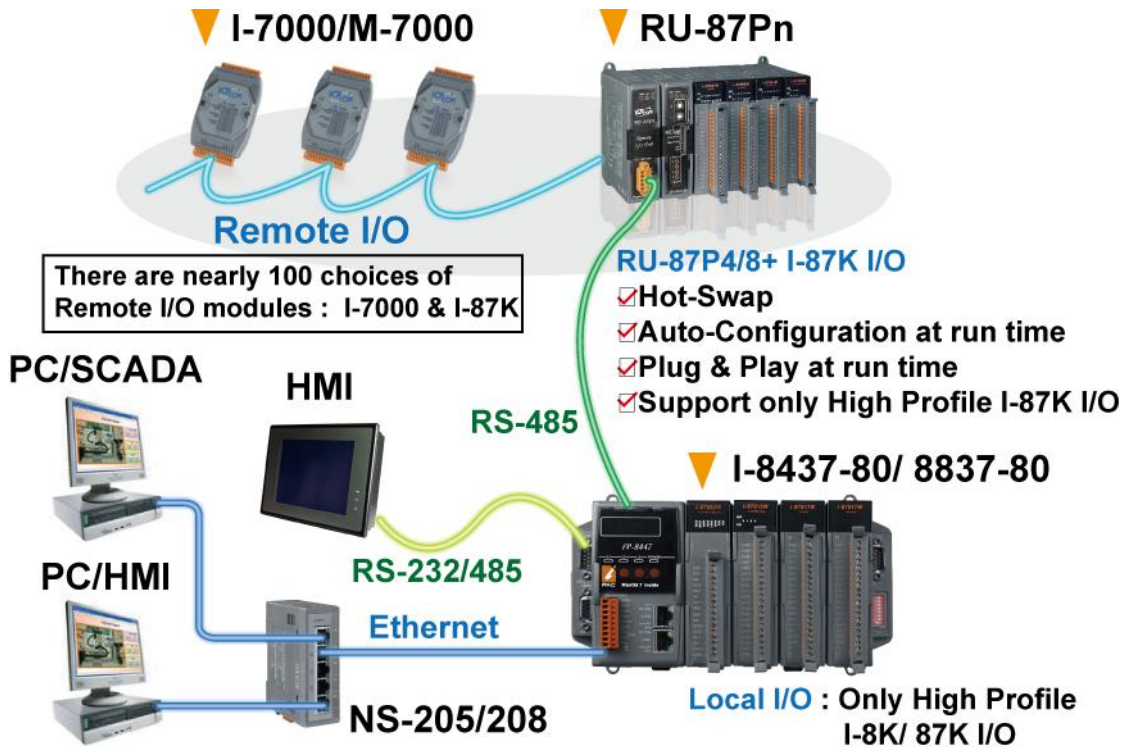 I-7000/M-7000
RU-87Pn
Remote I/O
There are nearly 100 choices of
Remote I/O modules : I-7000 & I-87K
RU-87P4/8+ I-87K I/O
Hot-Swap
Auto-Configuration at run time
Plug & Play at run time
Support only High Profile I-87K I/O
PC/SCADA
HMI
RS-485
I-8437-80/ 8837-80
FP-8447
PAC
RS-232/485
PC/HMI
Ethernet
NS-205/208
Local I/O : Only High Profile
I-8K/ 87K I/O